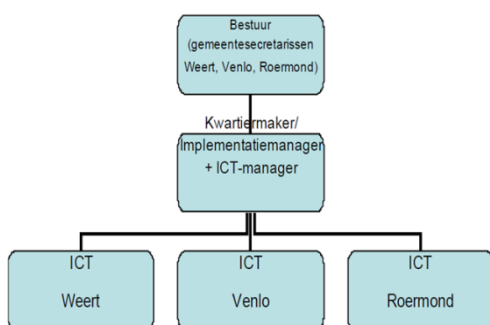 Bestuur
(gemeentesecretarissen
Weert, Venlo, Roermond)
Kwartiermaker/
Implementatiemanager
+ ICT-manager
ICT
Weert
ICT
Venlo
ICT
Roermond